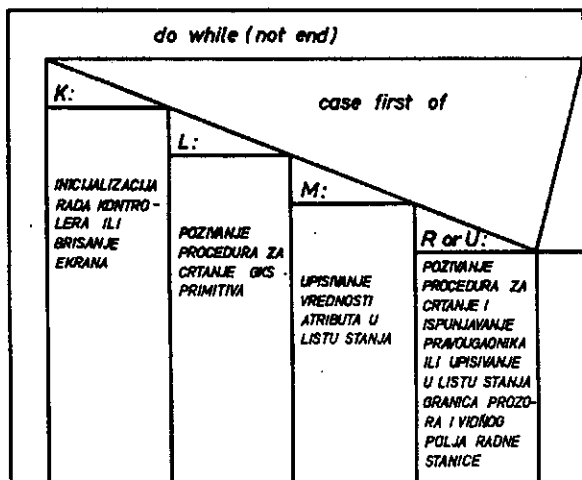 do while (not end)
case first of
K:
INICIJALIZACIJA
RADA KONTRO-
LERA ILI
BRISANJE
EKRANA
L:
POZIVANJE
PROCEDURA ZA
CRTANJE GKS -
PRIMITIVA
M:
UPISIVANJE
VREDNOSTI
ATRIBUTA U
LISTU STANJA
R or U:
POZIVANJE
PROCEDURA ZA
CRTANJE I
ISPUNJAVANJE
PRAVOUGAONIKA
ILI UPISIVANJE
U LISTU STANJA
GRANICA PROZO-
RA I VIDNOG
POLJA RADNE
STANICE